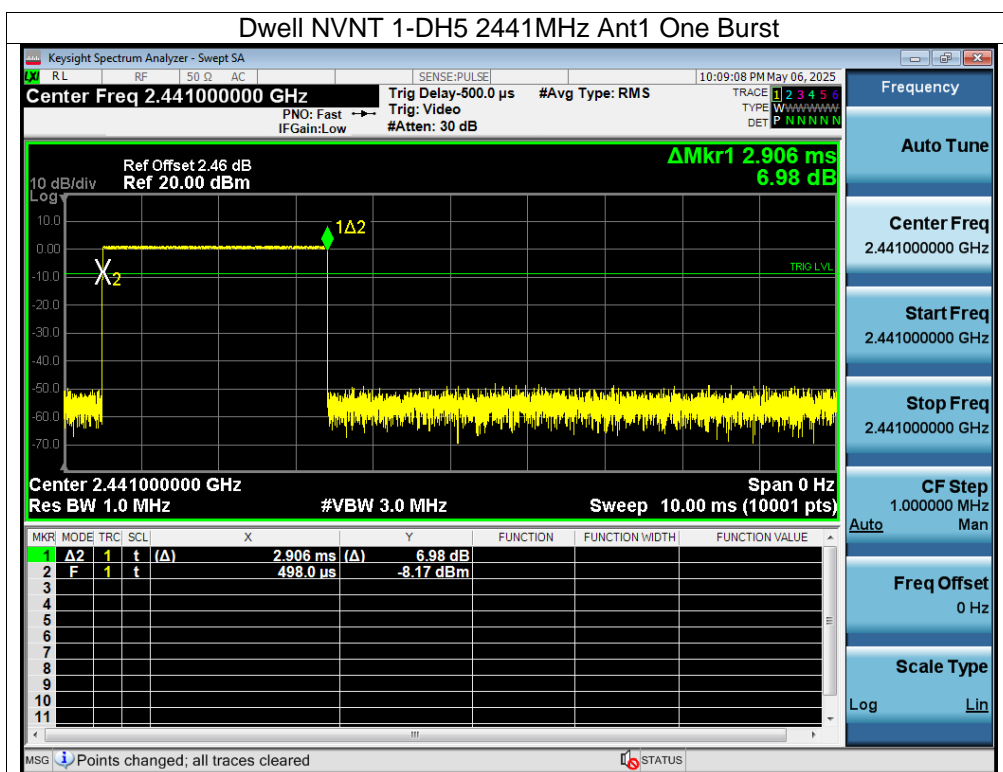 Dwell NVNT 1-DH5 2441MHz Ant1 One Burst
Keysight Spectrum Analyzer - Swept SA
LXI RL RF 50 Ω AC SENSE:PULSE 10:09:08 PM May 06, 2025
Center Freq 2.441000000 GHz Trig Delay-500.0 µs #Avg Type: RMS TRACE 1 2 3 4 5 6
PNO: Fast Trig: Video TYPE WWWWWW
IFGain:Low #Atten: 30 dB DET P N N N N N
ΔMkr1 2.906 ms
6.98 dB
Ref Offset 2.46 dB
10 dB/div Ref 20.00 dBm
Log
10.0
0.00
-10.0
-20.0
-30.0
-40.0
-50.0
-60.0
-70.0
1Δ2
X2
TRIG LVL
Center 2.441000000 GHz Span 0 Hz
Res BW 1.0 MHz #VBW 3.0 MHz Sweep 10.00 ms (10001 pts)
MKR MODE TRC SCL X Y FUNCTION FUNCTION WIDTH FUNCTION VALUE
1 Δ2 1 t (Δ) 2.906 ms (Δ) 6.98 dB
2 F 1 t 498.0 µs -8.17 dBm
3
4
5
6
7
8
9
10
11
MSG Points changed; all traces cleared STATUS
Frequency
Auto Tune
Center Freq
2.441000000 GHz
Start Freq
2.441000000 GHz
Stop Freq
2.441000000 GHz
CF Step
1.000000 MHz
Auto Man
Freq Offset
0 Hz
Scale Type
Log Lin